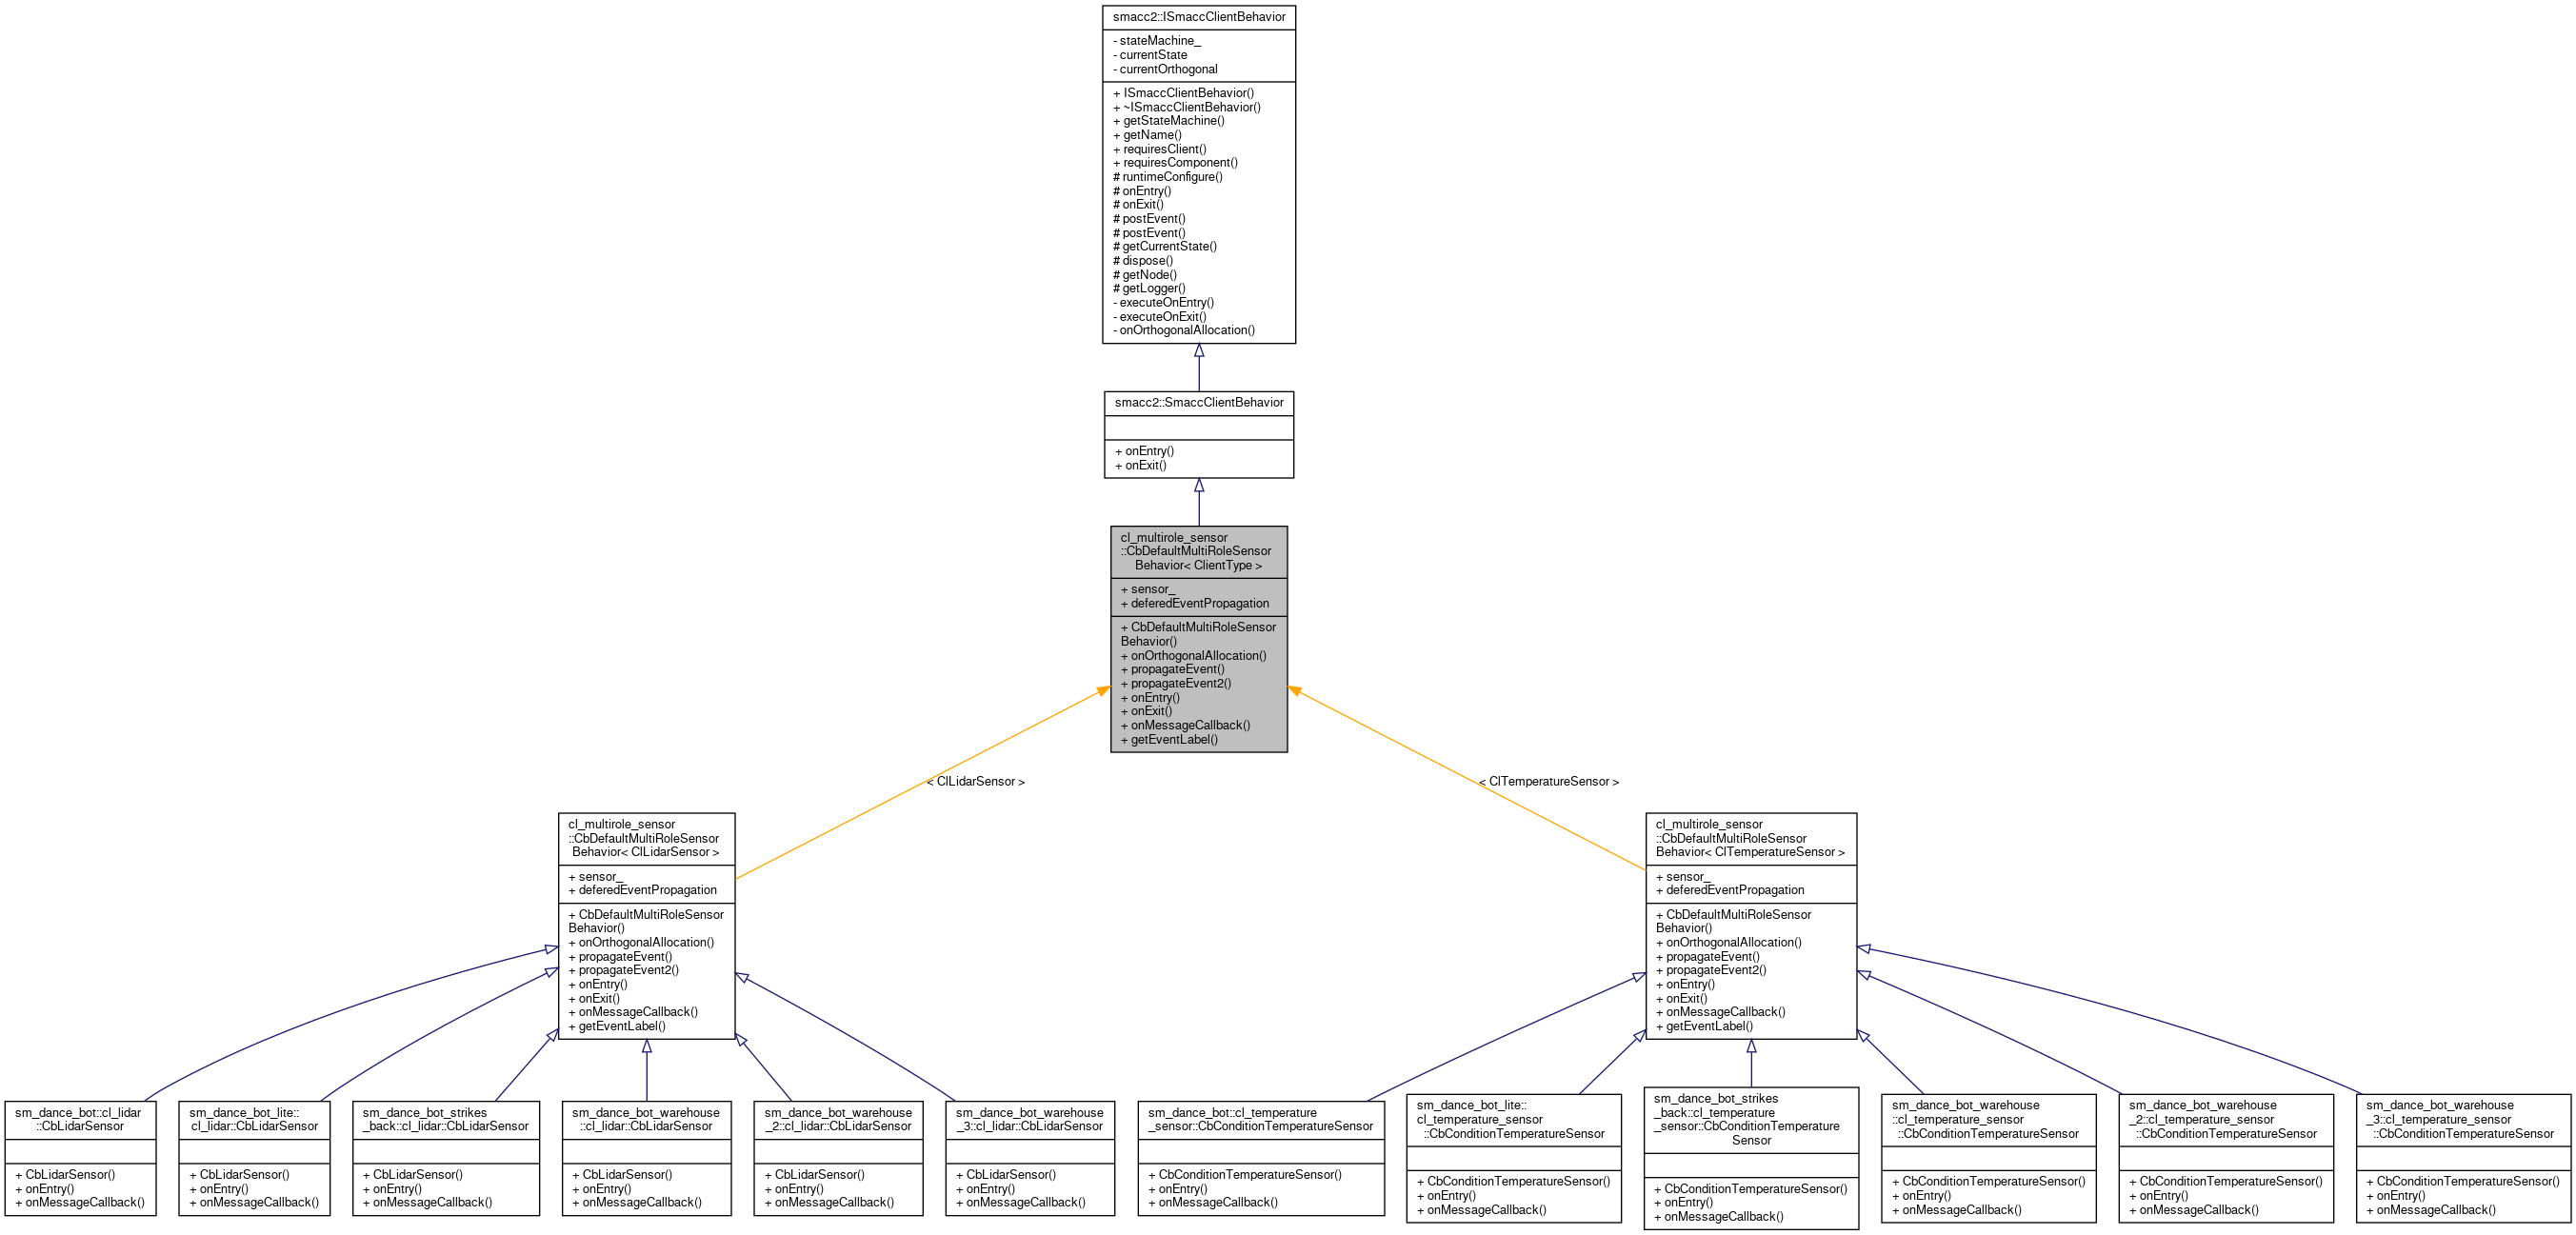 smacc2::ISmaccClientBehavior
- stateMachine_
- currentState
- currentOrthogonal
+ ISmaccClientBehavior()
+ ~ISmaccClientBehavior()
+ getStateMachine()
+ getName()
+ requiresClient()
+ requiresComponent()
# runtimeConfigure()
# onEntry()
# onExit()
# postEvent()
# postEvent()
# getCurrentState()
# dispose()
# getNode()
# getLogger()
- executeOnEntry()
- executeOnExit()
- onOrthogonalAllocation()
smacc2::SmaccClientBehavior
+ onEntry()
+ onExit()
cl_multirole_sensor
::CbDefaultMultiRoleSensor
Behavior< ClientType >
+ sensor_
+ deferedEventPropagation
+ CbDefaultMultiRoleSensor
Behavior()
+ onOrthogonalAllocation()
+ propagateEvent()
+ propagateEvent2()
+ onEntry()
+ onExit()
+ onMessageCallback()
+ getEventLabel()
< ClLidarSensor >
< ClTemperatureSensor >
cl_multirole_sensor
::CbDefaultMultiRoleSensor
Behavior< ClLidarSensor >
+ sensor_
+ deferedEventPropagation
+ CbDefaultMultiRoleSensor
Behavior()
+ onOrthogonalAllocation()
+ propagateEvent()
+ propagateEvent2()
+ onEntry()
+ onExit()
+ onMessageCallback()
+ getEventLabel()
cl_multirole_sensor
::CbDefaultMultiRoleSensor
Behavior< ClTemperatureSensor >
+ sensor_
+ deferedEventPropagation
+ CbDefaultMultiRoleSensor
Behavior()
+ onOrthogonalAllocation()
+ propagateEvent()
+ propagateEvent2()
+ onEntry()
+ onExit()
+ onMessageCallback()
+ getEventLabel()
sm_dance_bot::cl_lidar
::CbLidarSensor
+ CbLidarSensor()
+ onEntry()
+ onMessageCallback()
sm_dance_bot_lite::
cl_lidar::CbLidarSensor
+ CbLidarSensor()
+ onEntry()
+ onMessageCallback()
sm_dance_bot_strikes
_back::cl_lidar::CbLidarSensor
+ CbLidarSensor()
+ onEntry()
+ onMessageCallback()
sm_dance_bot_warehouse
::cl_lidar::CbLidarSensor
+ CbLidarSensor()
+ onEntry()
+ onMessageCallback()
sm_dance_bot_warehouse
_2::cl_lidar::CbLidarSensor
+ CbLidarSensor()
+ onEntry()
+ onMessageCallback()
sm_dance_bot_warehouse
_3::cl_lidar::CbLidarSensor
+ CbLidarSensor()
+ onEntry()
+ onMessageCallback()
sm_dance_bot::cl_temperature
_sensor::CbConditionTemperatureSensor
+ CbConditionTemperatureSensor()
+ onEntry()
+ onMessageCallback()
sm_dance_bot_lite::
cl_temperature_sensor
::CbConditionTemperatureSensor
+ CbConditionTemperatureSensor()
+ onEntry()
+ onMessageCallback()
sm_dance_bot_strikes
_back::cl_temperature
_sensor::CbConditionTemperature
Sensor
+ CbConditionTemperatureSensor()
+ onEntry()
+ onMessageCallback()
sm_dance_bot_warehouse
::cl_temperature_sensor
::CbConditionTemperatureSensor
+ CbConditionTemperatureSensor()
+ onEntry()
+ onMessageCallback()
sm_dance_bot_warehouse
_2::cl_temperature_sensor
::CbConditionTemperatureSensor
+ CbConditionTemperatureSensor()
+ onEntry()
+ onMessageCallback()
sm_dance_bot_warehouse
_3::cl_temperature_sensor
::CbConditionTemperatureSensor
+ CbConditionTemperatureSensor()
+ onEntry()
+ onMessageCallback()